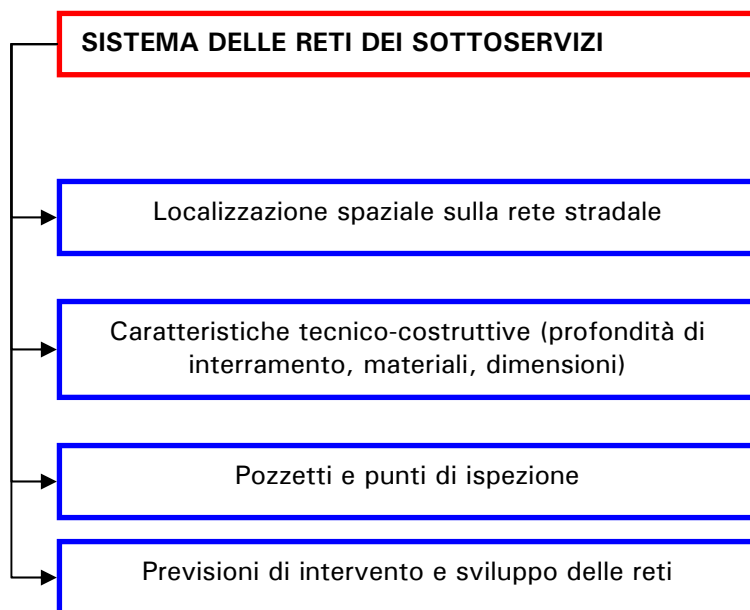 SISTEMA DELLE RETI DEI SOTTOSERVIZI
Localizzazione spaziale sulla rete stradale
Caratteristiche tecnico-costruttive (profondità di
interramento, materiali, dimensioni)
Pozzetti e punti di ispezione
Previsioni di intervento e sviluppo delle reti